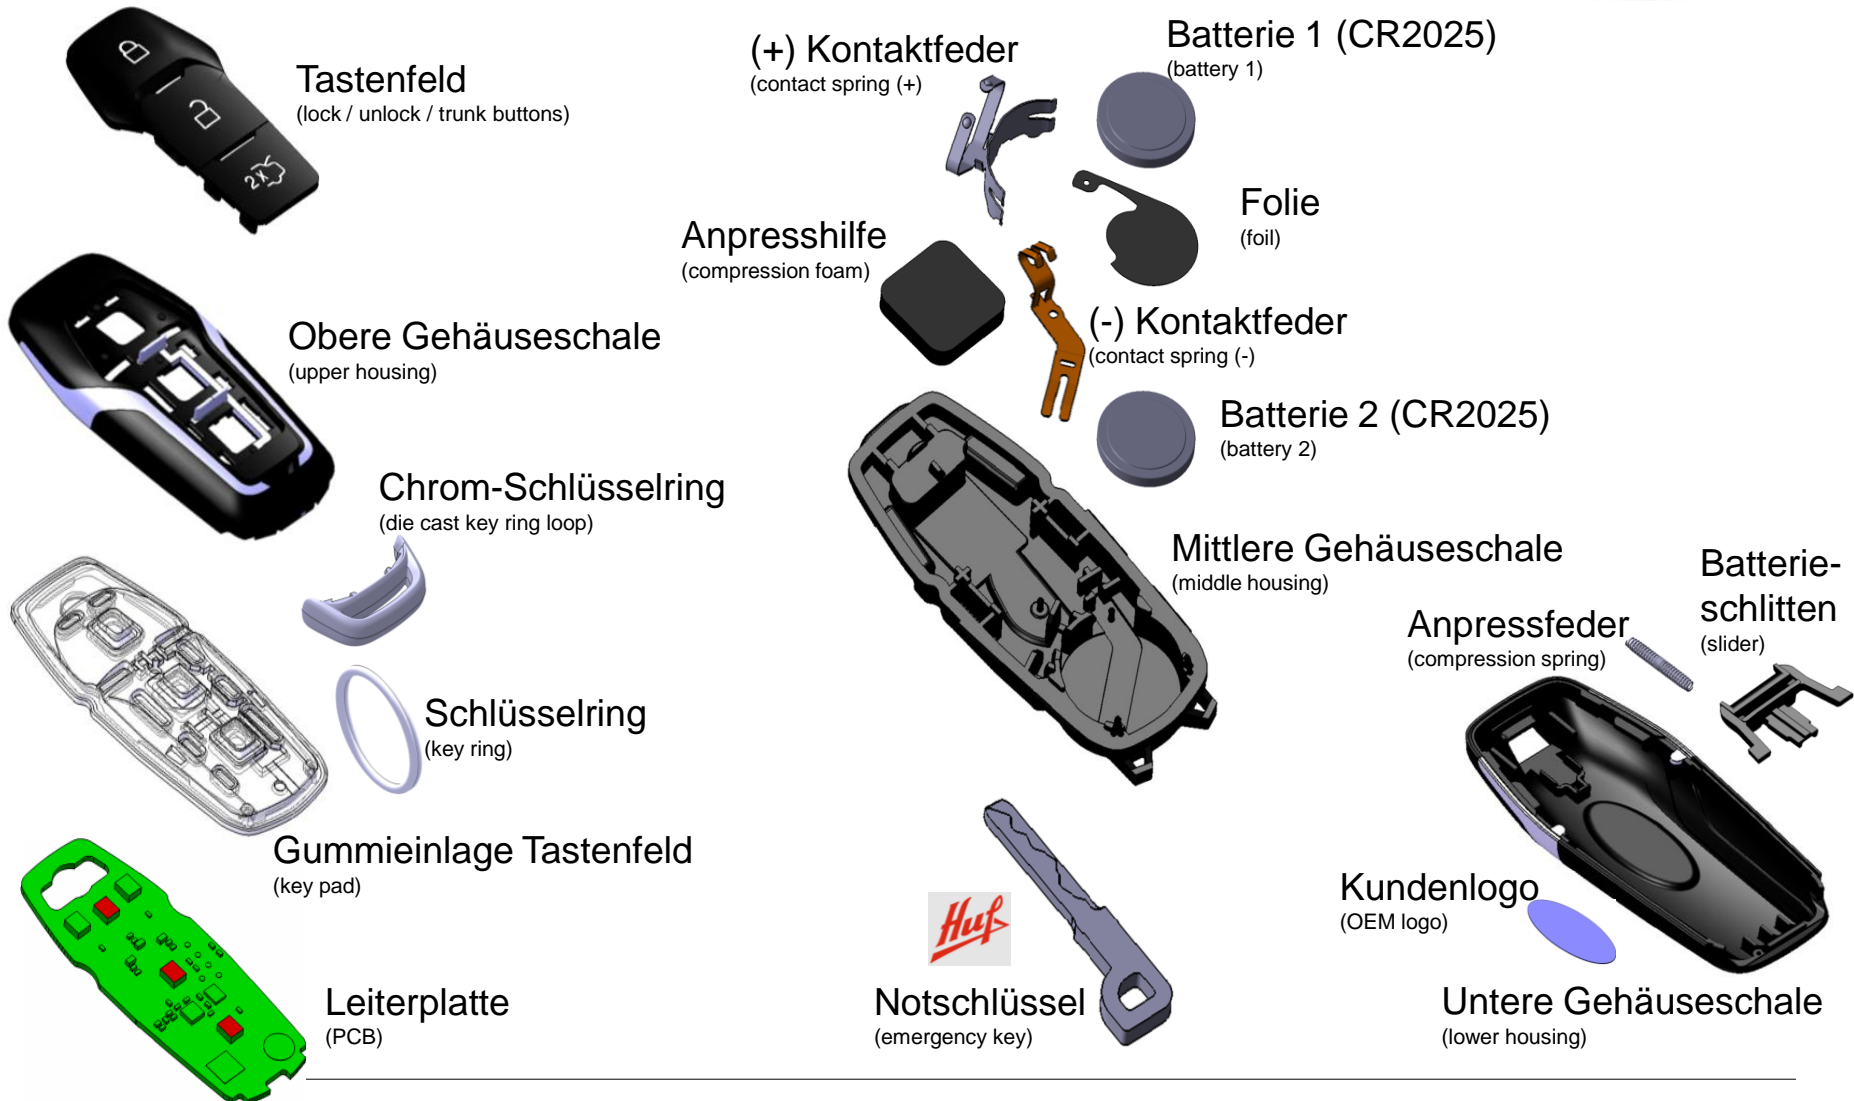 Tastenfeld
(lock / unlock / trunk buttons)
2X
Obere Gehäuseschale
(upper housing)
Chrom-Schlüsselring
(die cast key ring loop)
Schlüsselring
(key ring)
Gummieinlage Tastenfeld
(key pad)
Leiterplatte
(PCB)
(+) Kontaktfeder
(contact spring (+)
Batterie 1 (CR2025)
(battery 1)
Folie
(foil)
Anpresshilfe
(compression foam)
(-) Kontaktfeder
(contact spring (-)
Batterie 2 (CR2025)
(battery 2)
Mittlere Gehäuseschale
(middle housing)
Batterie-
schlitten
(slider)
Anpressfeder
(compression spring)
Huf
Notschlüssel
(emergency key)
Kundenlogo
(OEM logo)
Untere Gehäuseschale
(lower housing)